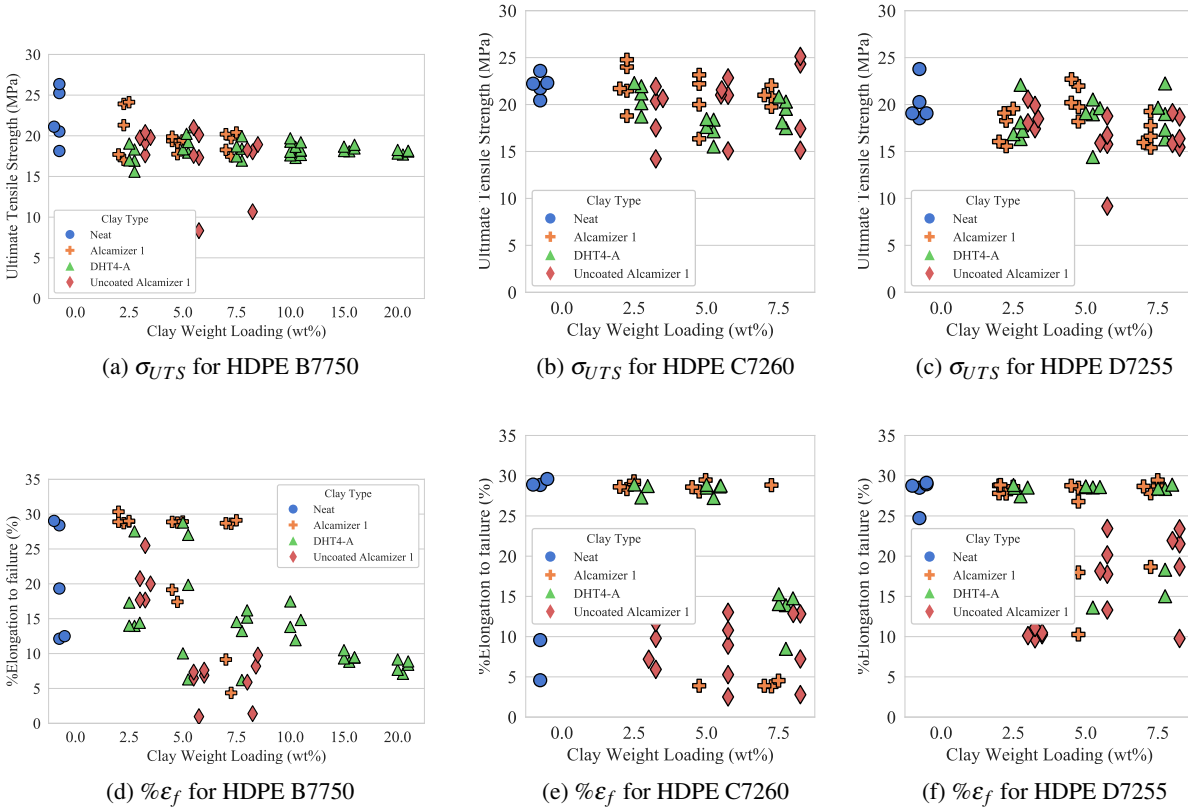 30
25
20
15
10
5
0
Ultimate Tensile Strength (MPa)
Clay Type
Neat
Alcamizer 1
DHT4-A
Uncoated Alcamizer 1
0.0 2.5 5.0 7.5 10.0 15.0 20.0
Clay Weight Loading (wt%)
(a) σUTS for HDPE B7750
30
25
20
15
10
5
0
Ultimate Tensile Strength (MPa)
Clay Type
Neat
Alcamizer 1
DHT4-A
Uncoated Alcamizer 1
0.0 2.5 5.0 7.5
Clay Weight Loading (wt%)
(b) σUTS for HDPE C7260
30
25
20
15
10
5
0
Ultimate Tensile Strength (MPa)
Clay Type
Neat
Alcamizer 1
DHT4-A
Uncoated Alcamizer 1
0.0 2.5 5.0 7.5
Clay Weight Loading (wt%)
(c) σUTS for HDPE D7255
35
30
25
20
15
10
5
0
%Elongation to failure (%)
Clay Type
Neat
Alcamizer 1
DHT4-A
Uncoated Alcamizer 1
0.0 2.5 5.0 7.5 10.0 15.0 20.0
Clay Weight Loading (wt%)
(d) %εf for HDPE B7750
35
30
25
20
15
10
5
0
%Elongation to failure (%)
Clay Type
Neat
Alcamizer 1
DHT4-A
Uncoated Alcamizer 1
0.0 2.5 5.0 7.5
Clay Weight Loading (wt%)
(e) %εf for HDPE C7260
35
30
25
20
15
10
5
0
%Elongation to failure (%)
Clay Type
Neat
Alcamizer 1
DHT4-A
Uncoated Alcamizer 1
0.0 2.5 5.0 7.5
Clay Weight Loading (wt%)
(f) %εf for HDPE D7255